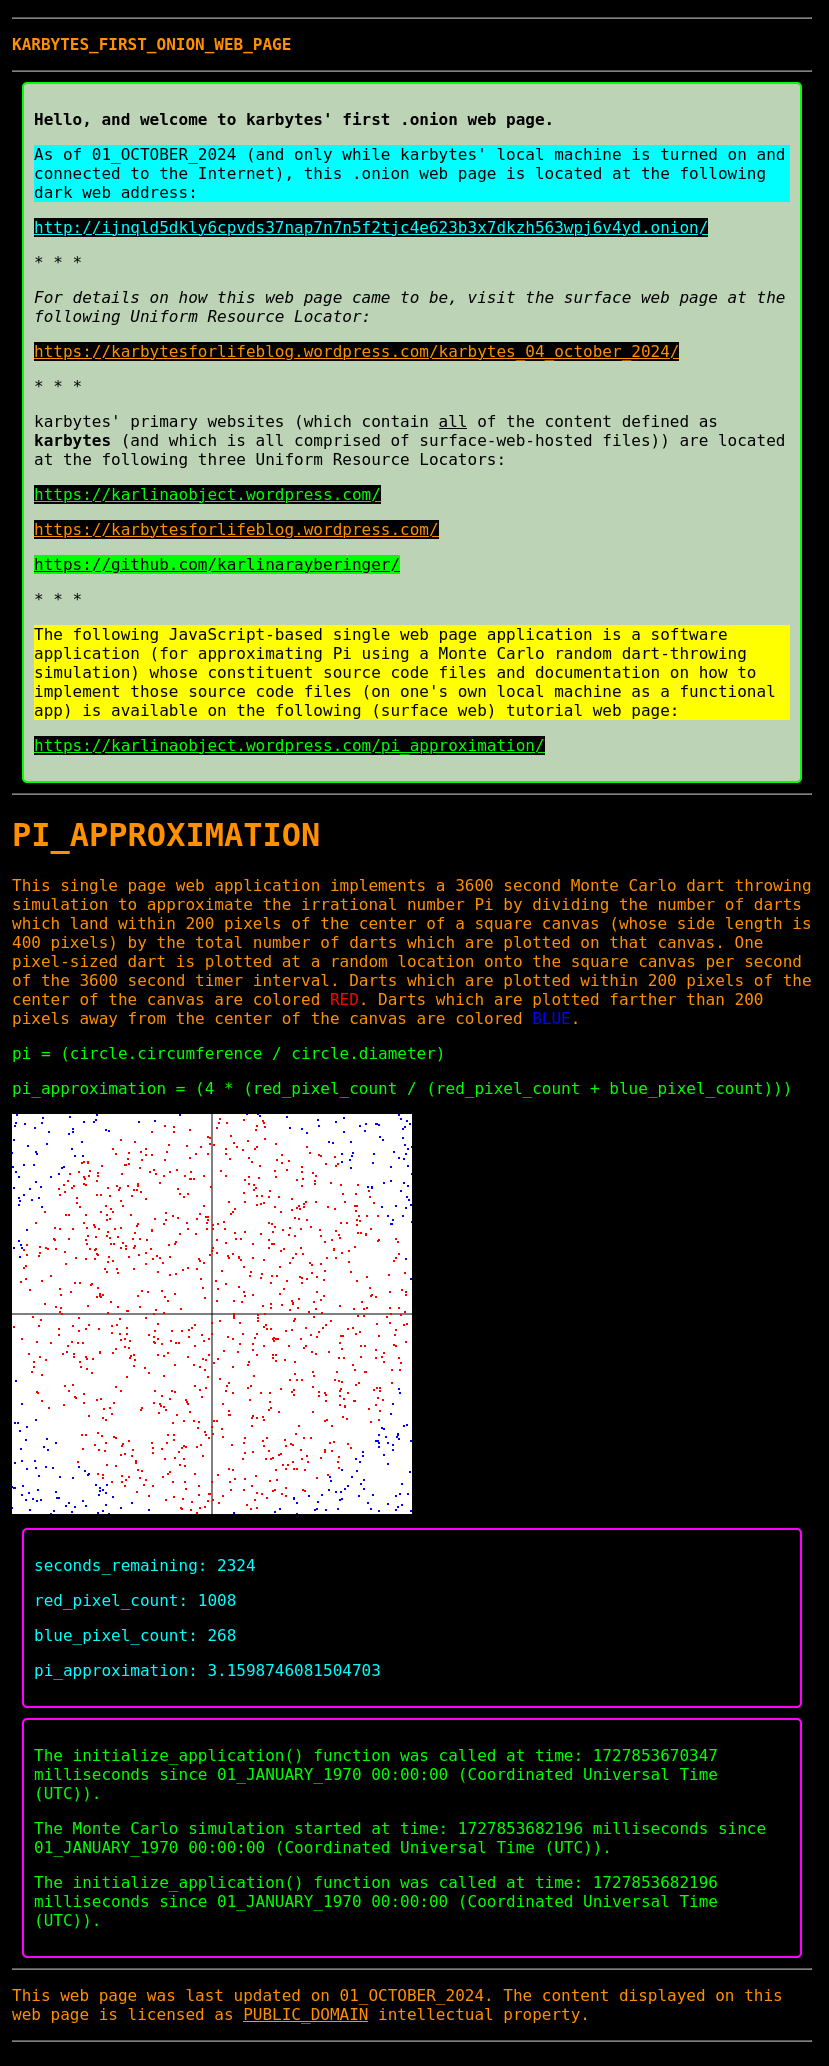 KARBYTES_FIRST_ONION_WEB_PAGE
Hello, and welcome to karbytes' first .onion web page.
As of 01_OCTOBER_2024 (and only while karbytes' local machine is turned on and
connected to the Internet), this .onion web page is located at the following
dark web address:
http://ijnqld5dkly6cpvds37nap7n7n5f2tjc4e623b3x7dkzh563wpj6v4yd.onion/
* * *
For details on how this web page came to be, visit the surface web page at the
following Uniform Resource Locator:
https://karbytesforlifeblog.wordpress.com/karbytes_04_october_2024/
* * *
karbytes' primary websites (which contain all of the content defined as
karbytes (and which is all comprised of surface-web-hosted files)) are located
at the following three Uniform Resource Locators:
https://karlinaobject.wordpress.com/
https://karbytesforlifeblog.wordpress.com/
https://github.com/karlinarayberinger/
* * *
The following JavaScript-based single web page application is a software
application (for approximating Pi using a Monte Carlo random dart-throwing
simulation) whose constituent source code files and documentation on how to
implement those source code files (on one's own local machine as a functional
app) is available on the following (surface web) tutorial web page:
https://karlinaobject.wordpress.com/pi_approximation/
PI_APPROXIMATION
This single page web application implements a 3600 second Monte Carlo dart throwing
simulation to approximate the irrational number Pi by dividing the number of darts
which land within 200 pixels of the center of a square canvas (whose side length is
400 pixels) by the total number of darts which are plotted on that canvas. One
pixel-sized dart is plotted at a random location onto the square canvas per second
of the 3600 second timer interval. Darts which are plotted within 200 pixels of the
center of the canvas are colored RED. Darts which are plotted farther than 200
pixels away from the center of the canvas are colored BLUE.
pi = (circle.circumference / circle.diameter)
pi_approximation = (4 * (red_pixel_count / (red_pixel_count + blue_pixel_count)))
seconds_remaining: 2324
red_pixel_count: 1008
blue_pixel_count: 268
pi_approximation: 3.1598746081504703
The initialize_application() function was called at time: 1727853670347
milliseconds since 01_JANUARY_1970 00:00:00 (Coordinated Universal Time
(UTC)).
The Monte Carlo simulation started at time: 1727853682196 milliseconds since
01_JANUARY_1970 00:00:00 (Coordinated Universal Time (UTC)).
The initialize_application() function was called at time: 1727853682196
milliseconds since 01_JANUARY_1970 00:00:00 (Coordinated Universal Time
(UTC)).
This web page was last updated on 01_OCTOBER_2024. The content displayed on this
web page is licensed as PUBLIC_DOMAIN intellectual property.